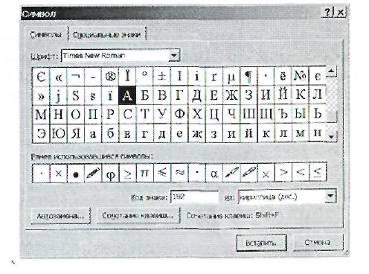 Символ
Символы Специальные знаки
Шрифт: Times New Roman
Є « ¬ - ® Ї ° ± І і ґ µ ¶ · ё № є
» ј Ѕ ѕ ї А Б В Г Д Е Ж З И Й К Л
М Н О П Р С Т У Ф Х Ц Ч Ш Щ Ъ Ы Ь
Э Ю Я а б в г д е ж з и й к л м н
Ранее использовавшиеся символы:
· × ● φ ≥ π ≤ ≈ · α × > < ≤
Код знака: 192 из: кириллица (дес.)
Автозамена... Сочетание клавиш... Сочетание клавиш: Shift+F
Вставить Отмена